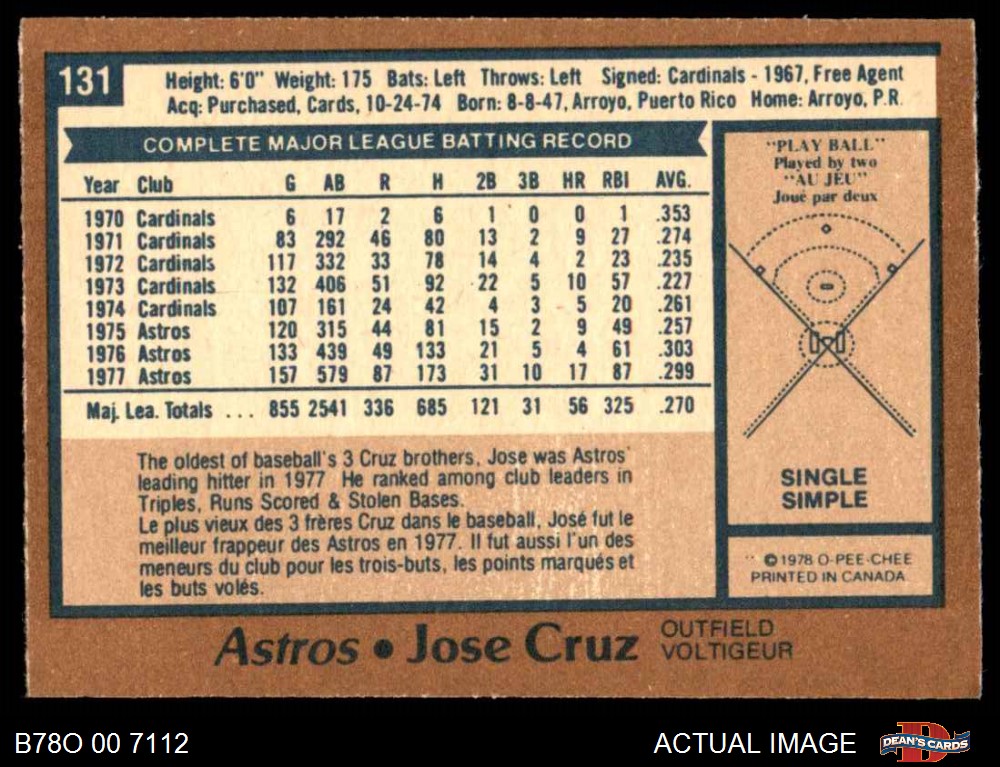 131
Height: 6'0" Weight: 175 Bats: Left Throws: Left Signed: Cardinals - 1967, Free Agent
Acq: Purchased, Cards, 10-24-74 Born: 8-8-47, Arroyo, Puerto Rico Home: Arroyo, P.R.
COMPLETE MAJOR LEAGUE BATTING RECORD
Year Club G AB R H 2B 3B HR RBI AVG.
1970 Cardinals 6 17 2 6 1 0 0 1 .353
1971 Cardinals 83 292 46 80 13 2 9 27 .274
1972 Cardinals 117 332 33 78 14 4 2 23 .235
1973 Cardinals 132 406 51 92 22 5 10 57 .227
1974 Cardinals 107 161 24 42 4 3 5 20 .261
1975 Astros 120 315 44 81 15 2 9 49 .257
1976 Astros 133 439 49 133 21 5 4 61 .303
1977 Astros 157 579 87 173 31 10 17 87 .299
Maj. Lea. Totals ... 855 2541 336 685 121 31 56 325 .270
The oldest of baseball's 3 Cruz brothers, Jose was Astros'
leading hitter in 1977 He ranked among club leaders in
Triples, Runs Scored & Stolen Bases.
Le plus vieux des 3 frères Cruz dans le baseball, José fut le
meilleur frappeur des Astros en 1977. Il fut aussi l'un des
meneurs du club pour les trois-buts, les points marqués et
les buts volés.
"PLAY BALL"
Played by two
"AU JEU"
Joué par deux
SINGLE
SIMPLE
© 1978 O-PEE-CHEE
PRINTED IN CANADA
Astros • Jose Cruz
OUTFIELD
VOLTIGEUR
B78O 00 7112
ACTUAL IMAGE
DEAN'S CARDS